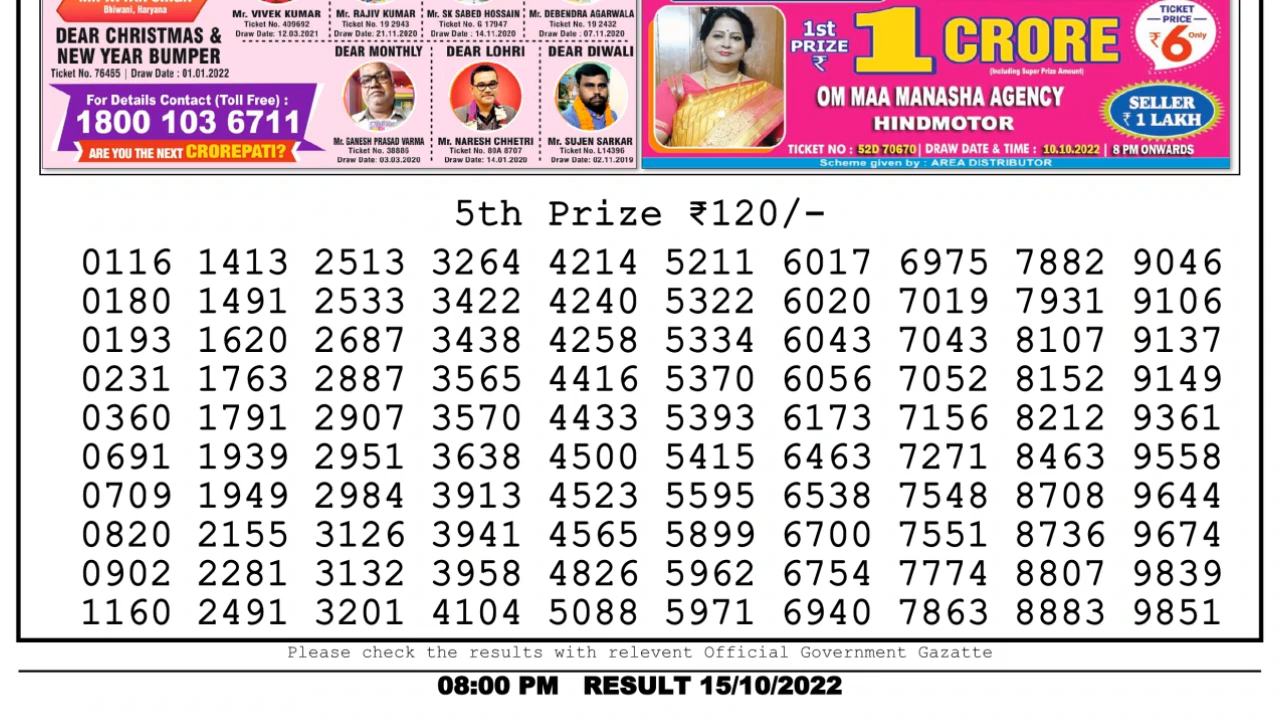 Bhiwani, Haryana
DEAR CHRISTMAS &
NEW YEAR BUMPER
Ticket No. 76465 | Draw Date : 01.01.2022
For Details Contact (Toll Free) :
1800 103 6711
ARE YOU THE NEXT CROREPATI?
Mr. VIVEK KUMAR
Ticket No. 439692
Draw Date: 12.03.2021
Mr. RAJIV KUMAR
Ticket No. 19 2943
Draw Date: 21.11.2020
Mr. SK SABED HOSSAIN
Ticket No. G 17947
Draw Date : 14.11.2020
Mr. DEBENDRA AGARWALA
Ticket No. 19 2432
Draw Date: 07.11.2020
DEAR MONTHLY
Mr. GANESH PRASAD VARMA
Ticket No. 38885
Draw Date: 03.03.2020
DEAR LOHRI
Mr. NARESH CHHETRI
Ticket No. 80A 8707
Draw Date: 14.01.2020
DEAR DIWALI
Mr. SUJEN SARKAR
Ticket No. L14396
Draw Date: 02.11.2019
1st
PRIZE
₹
1 CRORE
(Including Super Prize Amount)
TICKET
PRICE
₹6 Only
OM MAA MANASHA AGENCY
HINDMOTOR
SELLER
₹ 1 LAKH
TICKET NO : 52D 70670 | DRAW DATE & TIME : 10.10.2022 | 8 PM ONWARDS
Scheme given by : AREA DISTRIBUTOR
5th Prize ₹120/-
0116 1413 2513 3264 4214 5211 6017 6975 7882 9046
0180 1491 2533 3422 4240 5322 6020 7019 7931 9106
0193 1620 2687 3438 4258 5334 6043 7043 8107 9137
0231 1763 2887 3565 4416 5370 6056 7052 8152 9149
0360 1791 2907 3570 4433 5393 6173 7156 8212 9361
0691 1939 2951 3638 4500 5415 6463 7271 8463 9558
0709 1949 2984 3913 4523 5595 6538 7548 8708 9644
0820 2155 3126 3941 4565 5899 6700 7551 8736 9674
0902 2281 3132 3958 4826 5962 6754 7774 8807 9839
1160 2491 3201 4104 5088 5971 6940 7863 8883 9851
Please check the results with relevent Official Government Gazatte
08:00 PM RESULT 15/10/2022